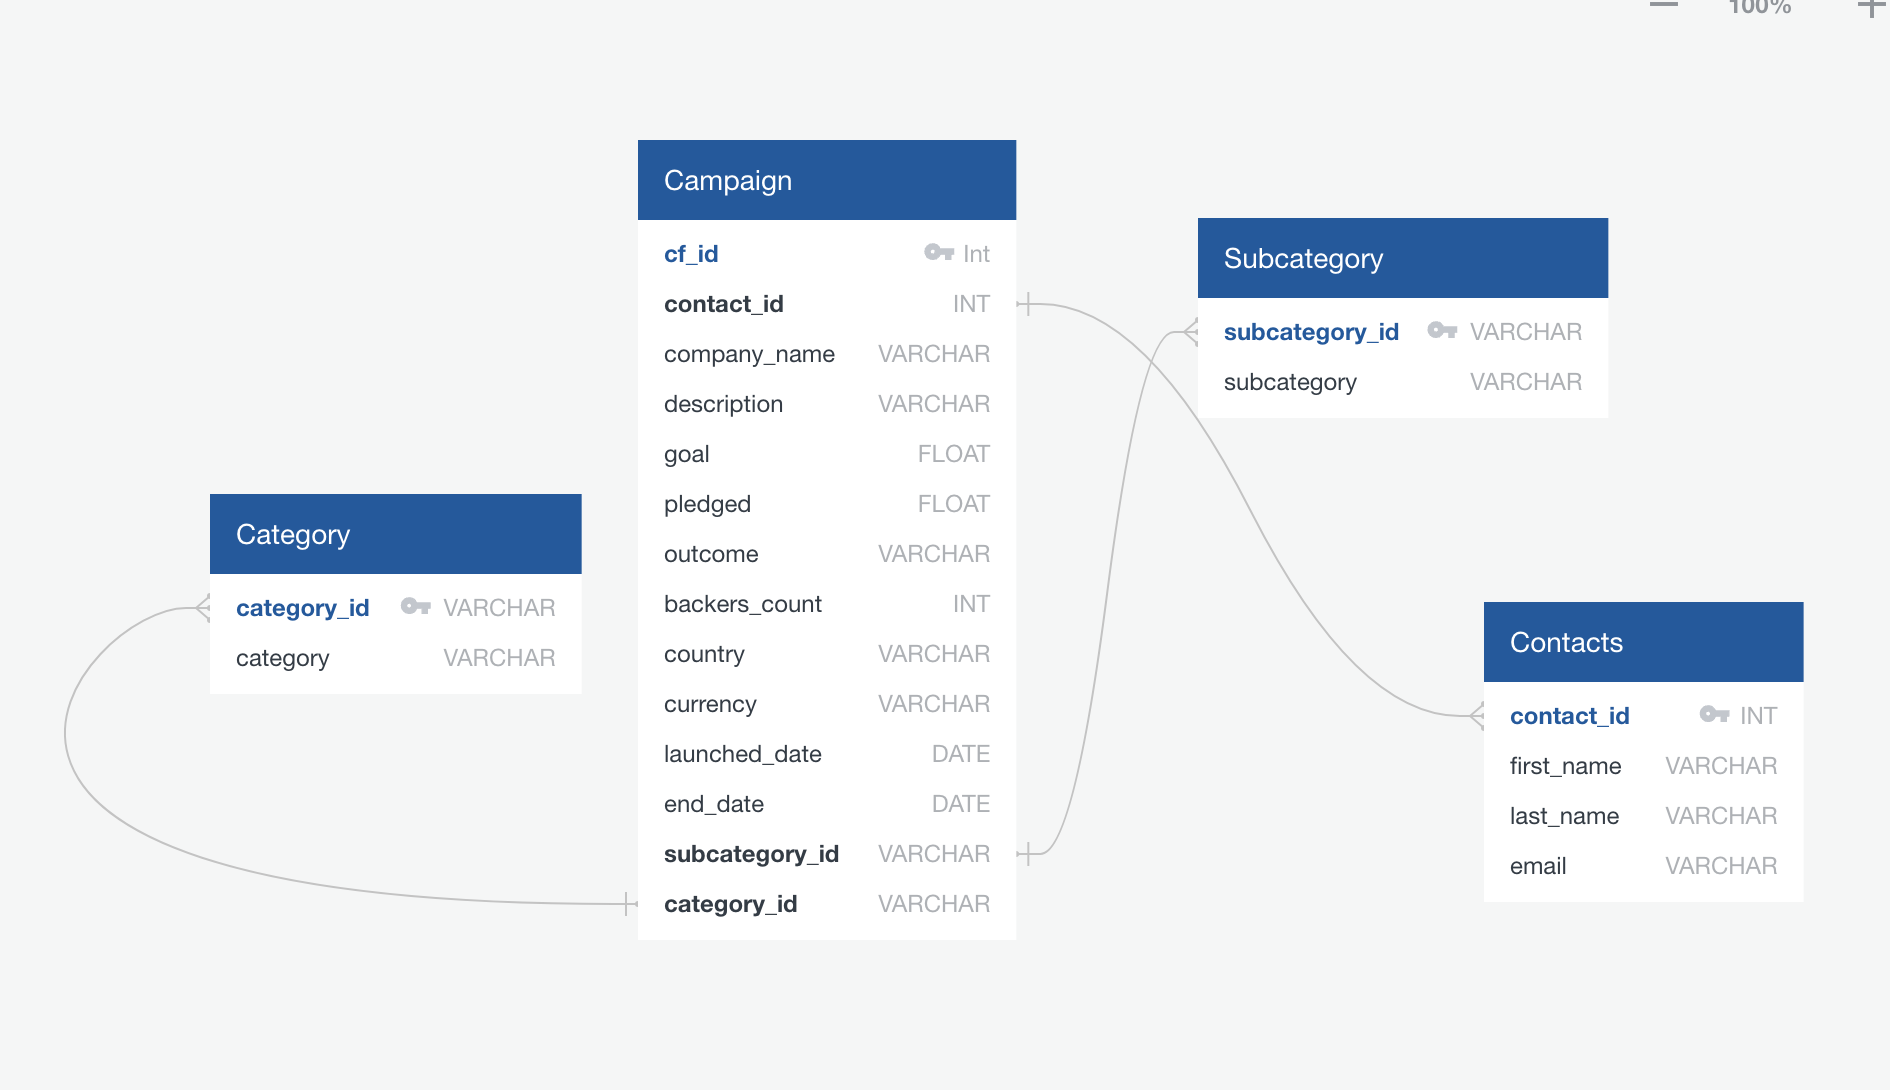 100%
Campaign
cf_id Int
contact_id INT
company_name VARCHAR
description VARCHAR
goal FLOAT
pledged FLOAT
outcome VARCHAR
backers_count INT
country VARCHAR
currency VARCHAR
launched_date DATE
end_date DATE
subcategory_id VARCHAR
category_id VARCHAR
Subcategory
subcategory_id VARCHAR
subcategory VARCHAR
Category
category_id VARCHAR
category VARCHAR
Contacts
contact_id INT
first_name VARCHAR
last_name VARCHAR
email VARCHAR